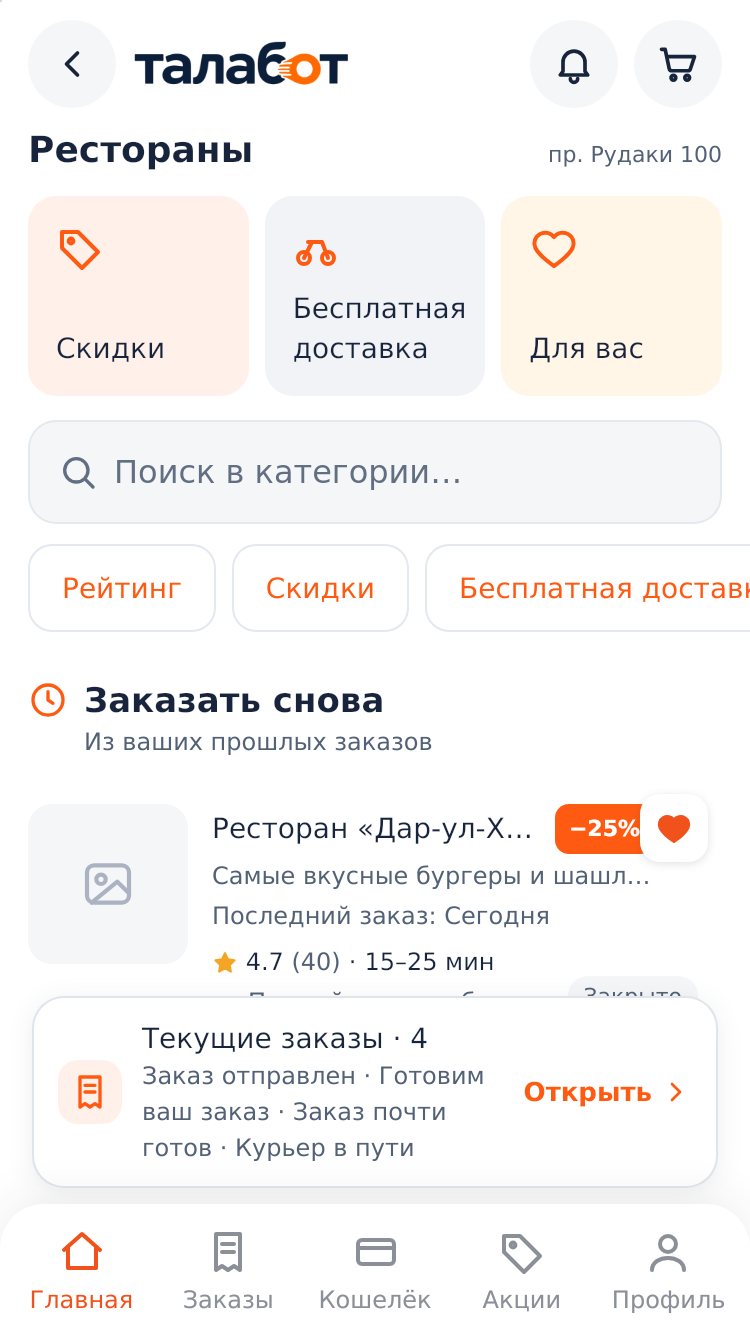 талабот
Рестораны
пр. Рудаки 100
Скидки
Бесплатная
доставка
Для вас
Поиск в категории...
Рейтинг
Скидки
Бесплатная достав
Заказать снова
Из ваших прошлых заказов
Ресторан «Дар-ул-Х...
−25%
Самые вкусные бургеры и шашл...
Последний заказ: Сегодня
4.7 (40) · 15–25 мин
Закрыто
Текущие заказы · 4
Заказ отправлен · Готовим
ваш заказ · Заказ почти
готов · Курьер в пути
Открыть
Главная
Заказы
Кошелёк
Акции
Профиль